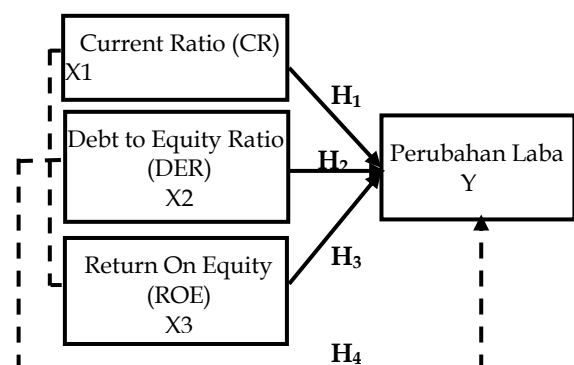 Current Ratio (CR)
X1
H1
Debt to Equity Ratio
(DER)
X2
H2
Perubahan Laba
Y
Return On Equity
(ROE)
X3
H3
H4